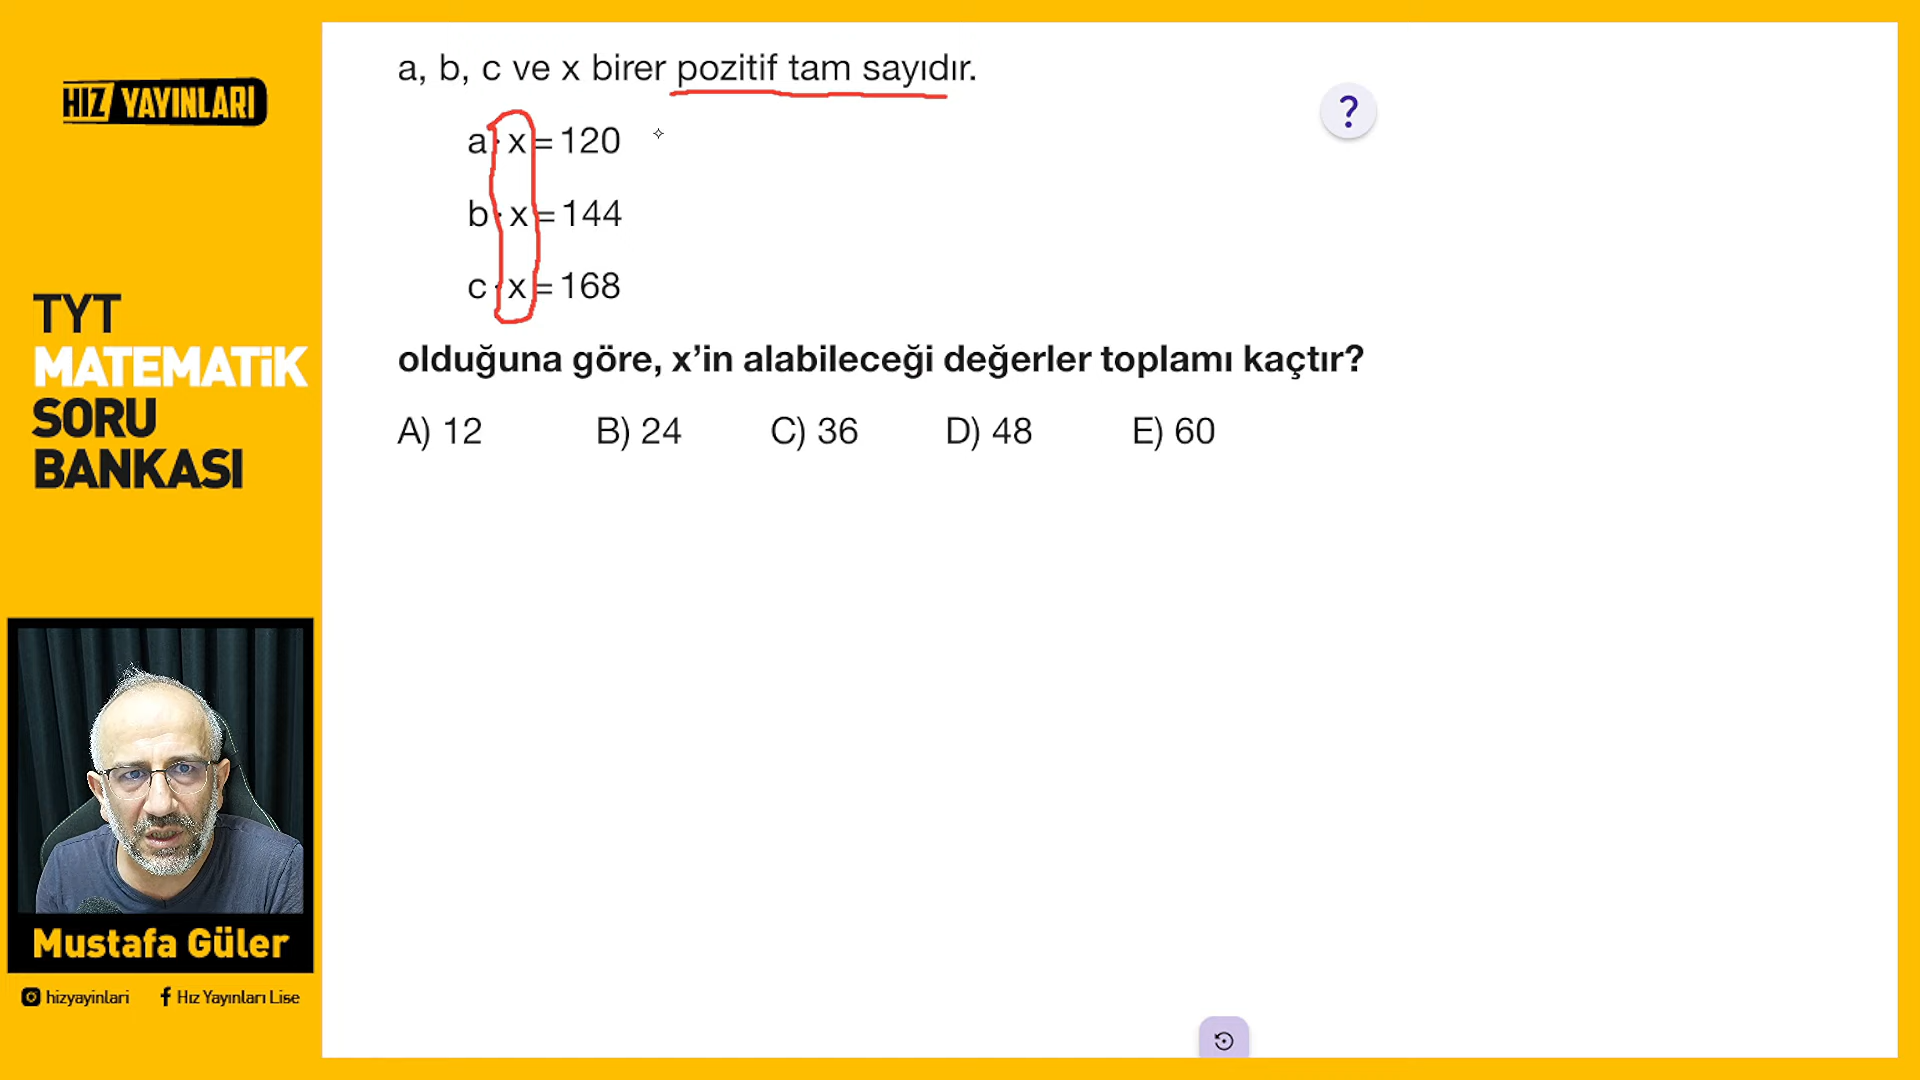 HIZ YAYINLARI
TYT
MATEMATİK
SORU
BANKASI
Mustafa Güler
hizyayinlari
Hız Yayınları Lise
a, b, c ve x birer pozitif tam sayıdır.
a · x = 120
b · x = 144
c · x = 168
olduğuna göre, x’in alabileceği değerler toplamı kaçtır?
A) 12 B) 24 C) 36 D) 48 E) 60
?